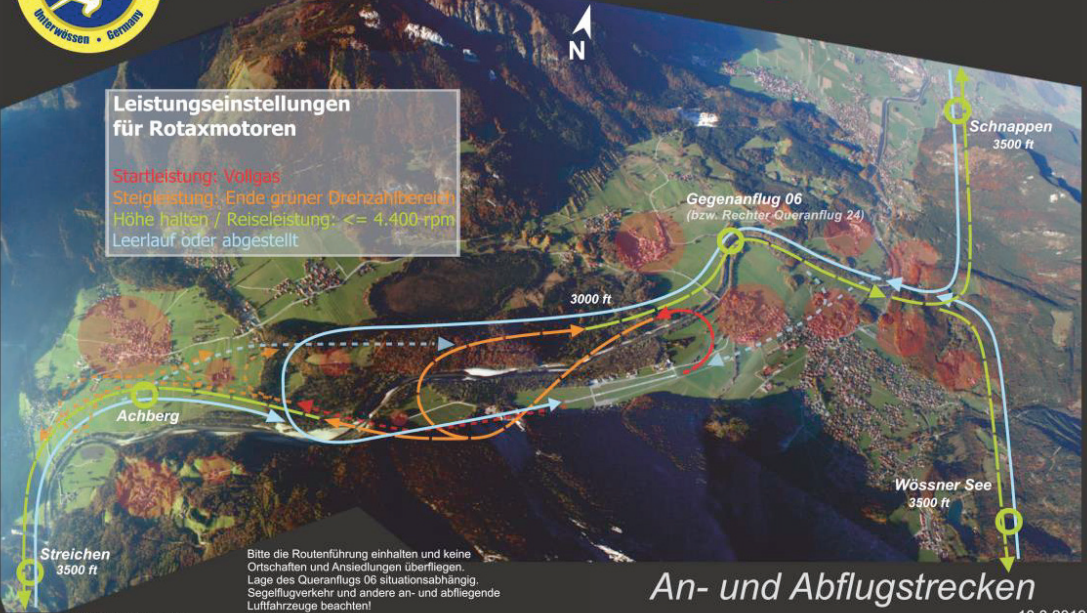 Unterwössen • Germany
N
Leistungseinstellungen
für Rotaxmotoren
Startleistung: Vollgas
Steigleistung: Ende grüner Drehzahlbereich
Höhe halten / Reiseleistung: <= 4.400 rpm
Leerlauf oder abgestellt
Schnappen
3500 ft
Gegenanflug 06
(bzw. Rechter Queranflug 24)
3000 ft
Achberg
Wössner See
3500 ft
Streichen
3500 ft
Bitte die Routenführung einhalten und keine
Ortschaften und Ansiedlungen überfliegen.
Lage des Queranflugs 06 situationsabhängig.
Segelflugverkehr und andere an- und abfliegende
Luftfahrzeuge beachten!
An- und Abflugstrecken